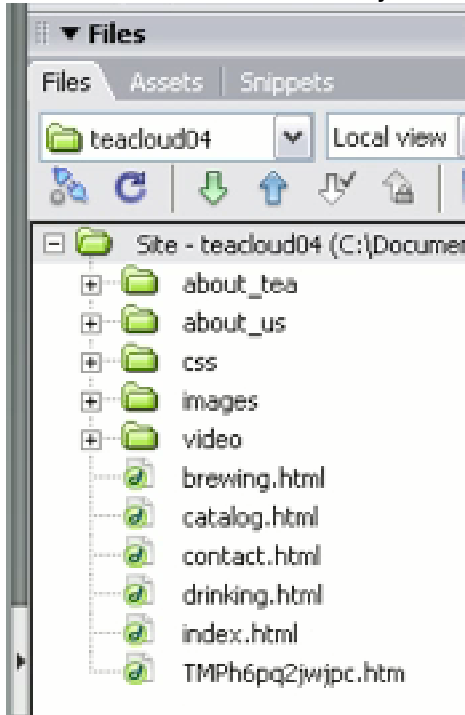 Files
Files Assets Snippets
teacloud04 Local view
Site - teacloud04 (C:\Documen
about_tea
about_us
css
images
video
brewing.html
catalog.html
contact.html
drinking.html
index.html
TMPh6pq2jwjpc.htm